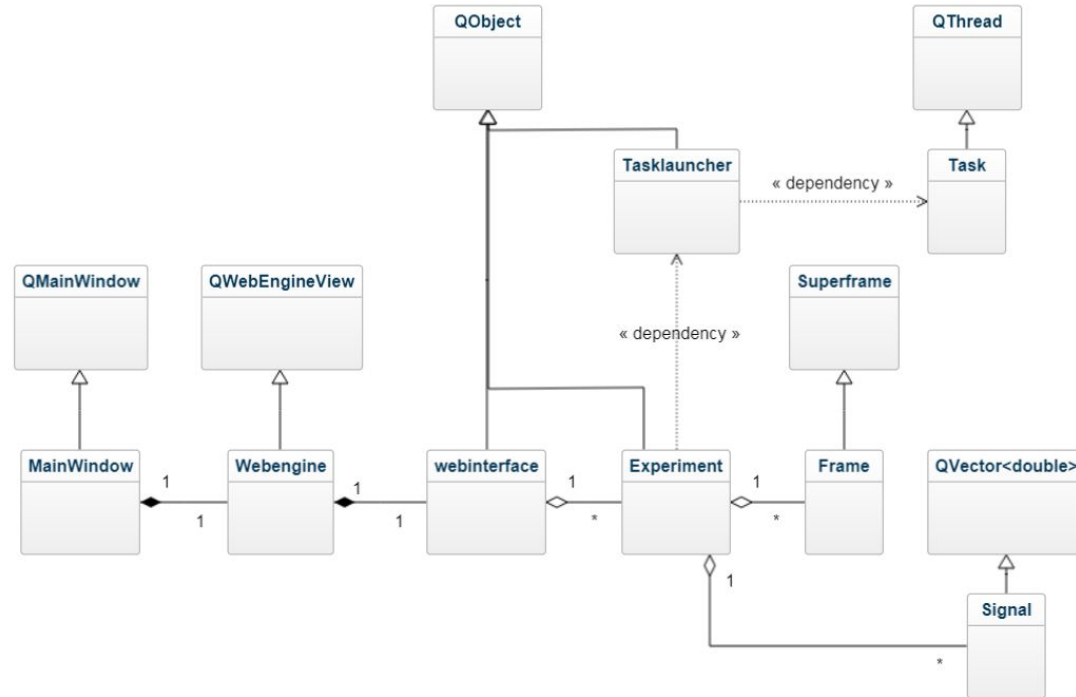 QObject
QThread
Tasklauncher
« dependency »
Task
QMainWindow
QWebEngineView
Superframe
« dependency »
MainWindow
1
1
Webengine
1
1
webinterface
1
*
Experiment
1
*
Frame
QVector<double>
1
*
Signal